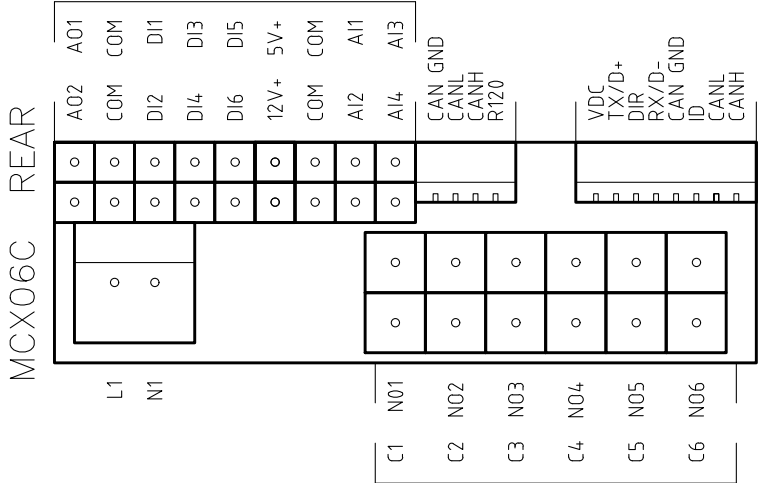 AO1 COM DI1 DI3 DI5 5V+ COM AI1 AI3
AO2 COM DI2 DI4 DI6 12V+ COM AI2 AI4
CAN GND
CANL
CANH
R120
VDC
TX/D+
DIR
RX/D-
CAN GND
ID
CANL
CANH
MCX06C REAR
L1 N1
NO1 NO2 NO3 NO4 NO5 NO6
C1 C2 C3 C4 C5 C6